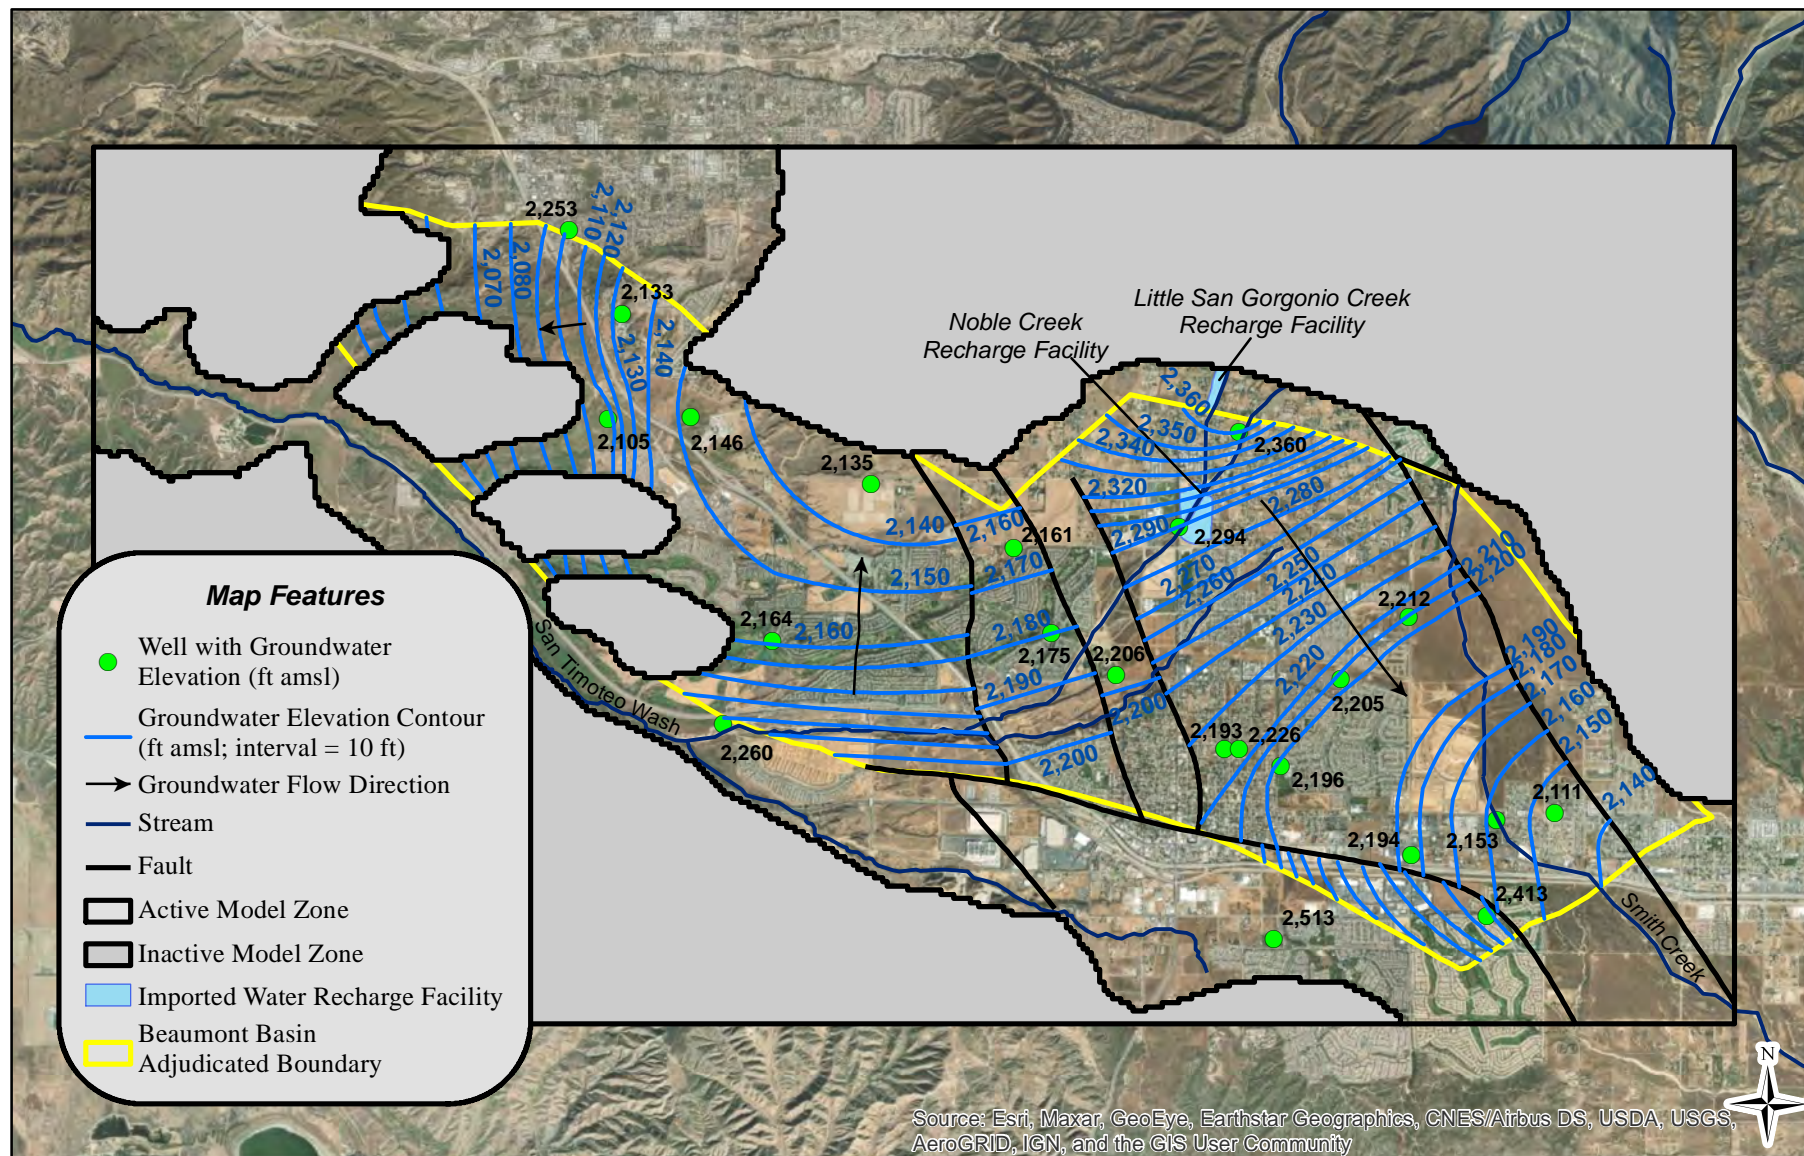 2,253
2,110
2,120
2,070
2,080
2,133
2,130
2,140
2,105
2,146
Little San Gorgonio Creek
Recharge Facility
Noble Creek
Recharge Facility
2,360
2,350
2,340
2,360
2,320
2,290
2,280
2,294
2,135
2,140
2,160
2,161
2,150
2,170
2,270
2,260
2,250
2,240
2,230
2,220
2,210
2,200
2,212
2,164
2,160
2,180
2,175
2,206
2,190
2,200
2,200
2,205
2,190
2,180
2,170
2,160
2,150
2,140
2,193
2,226
2,196
2,260
2,111
2,153
2,194
2,413
2,513
San Timoteo Wash
Smith Creek
Map Features
Well with Groundwater
Elevation (ft amsl)
Groundwater Elevation Contour
(ft amsl; interval = 10 ft)
Groundwater Flow Direction
Stream
Fault
Active Model Zone
Inactive Model Zone
Imported Water Recharge Facility
Beaumont Basin
Adjudicated Boundary
N
Source: Esri, Maxar, GeoEye, Earthstar Geographics, CNES/Airbus DS, USDA, USGS,
AeroGRID, IGN, and the GIS User Community